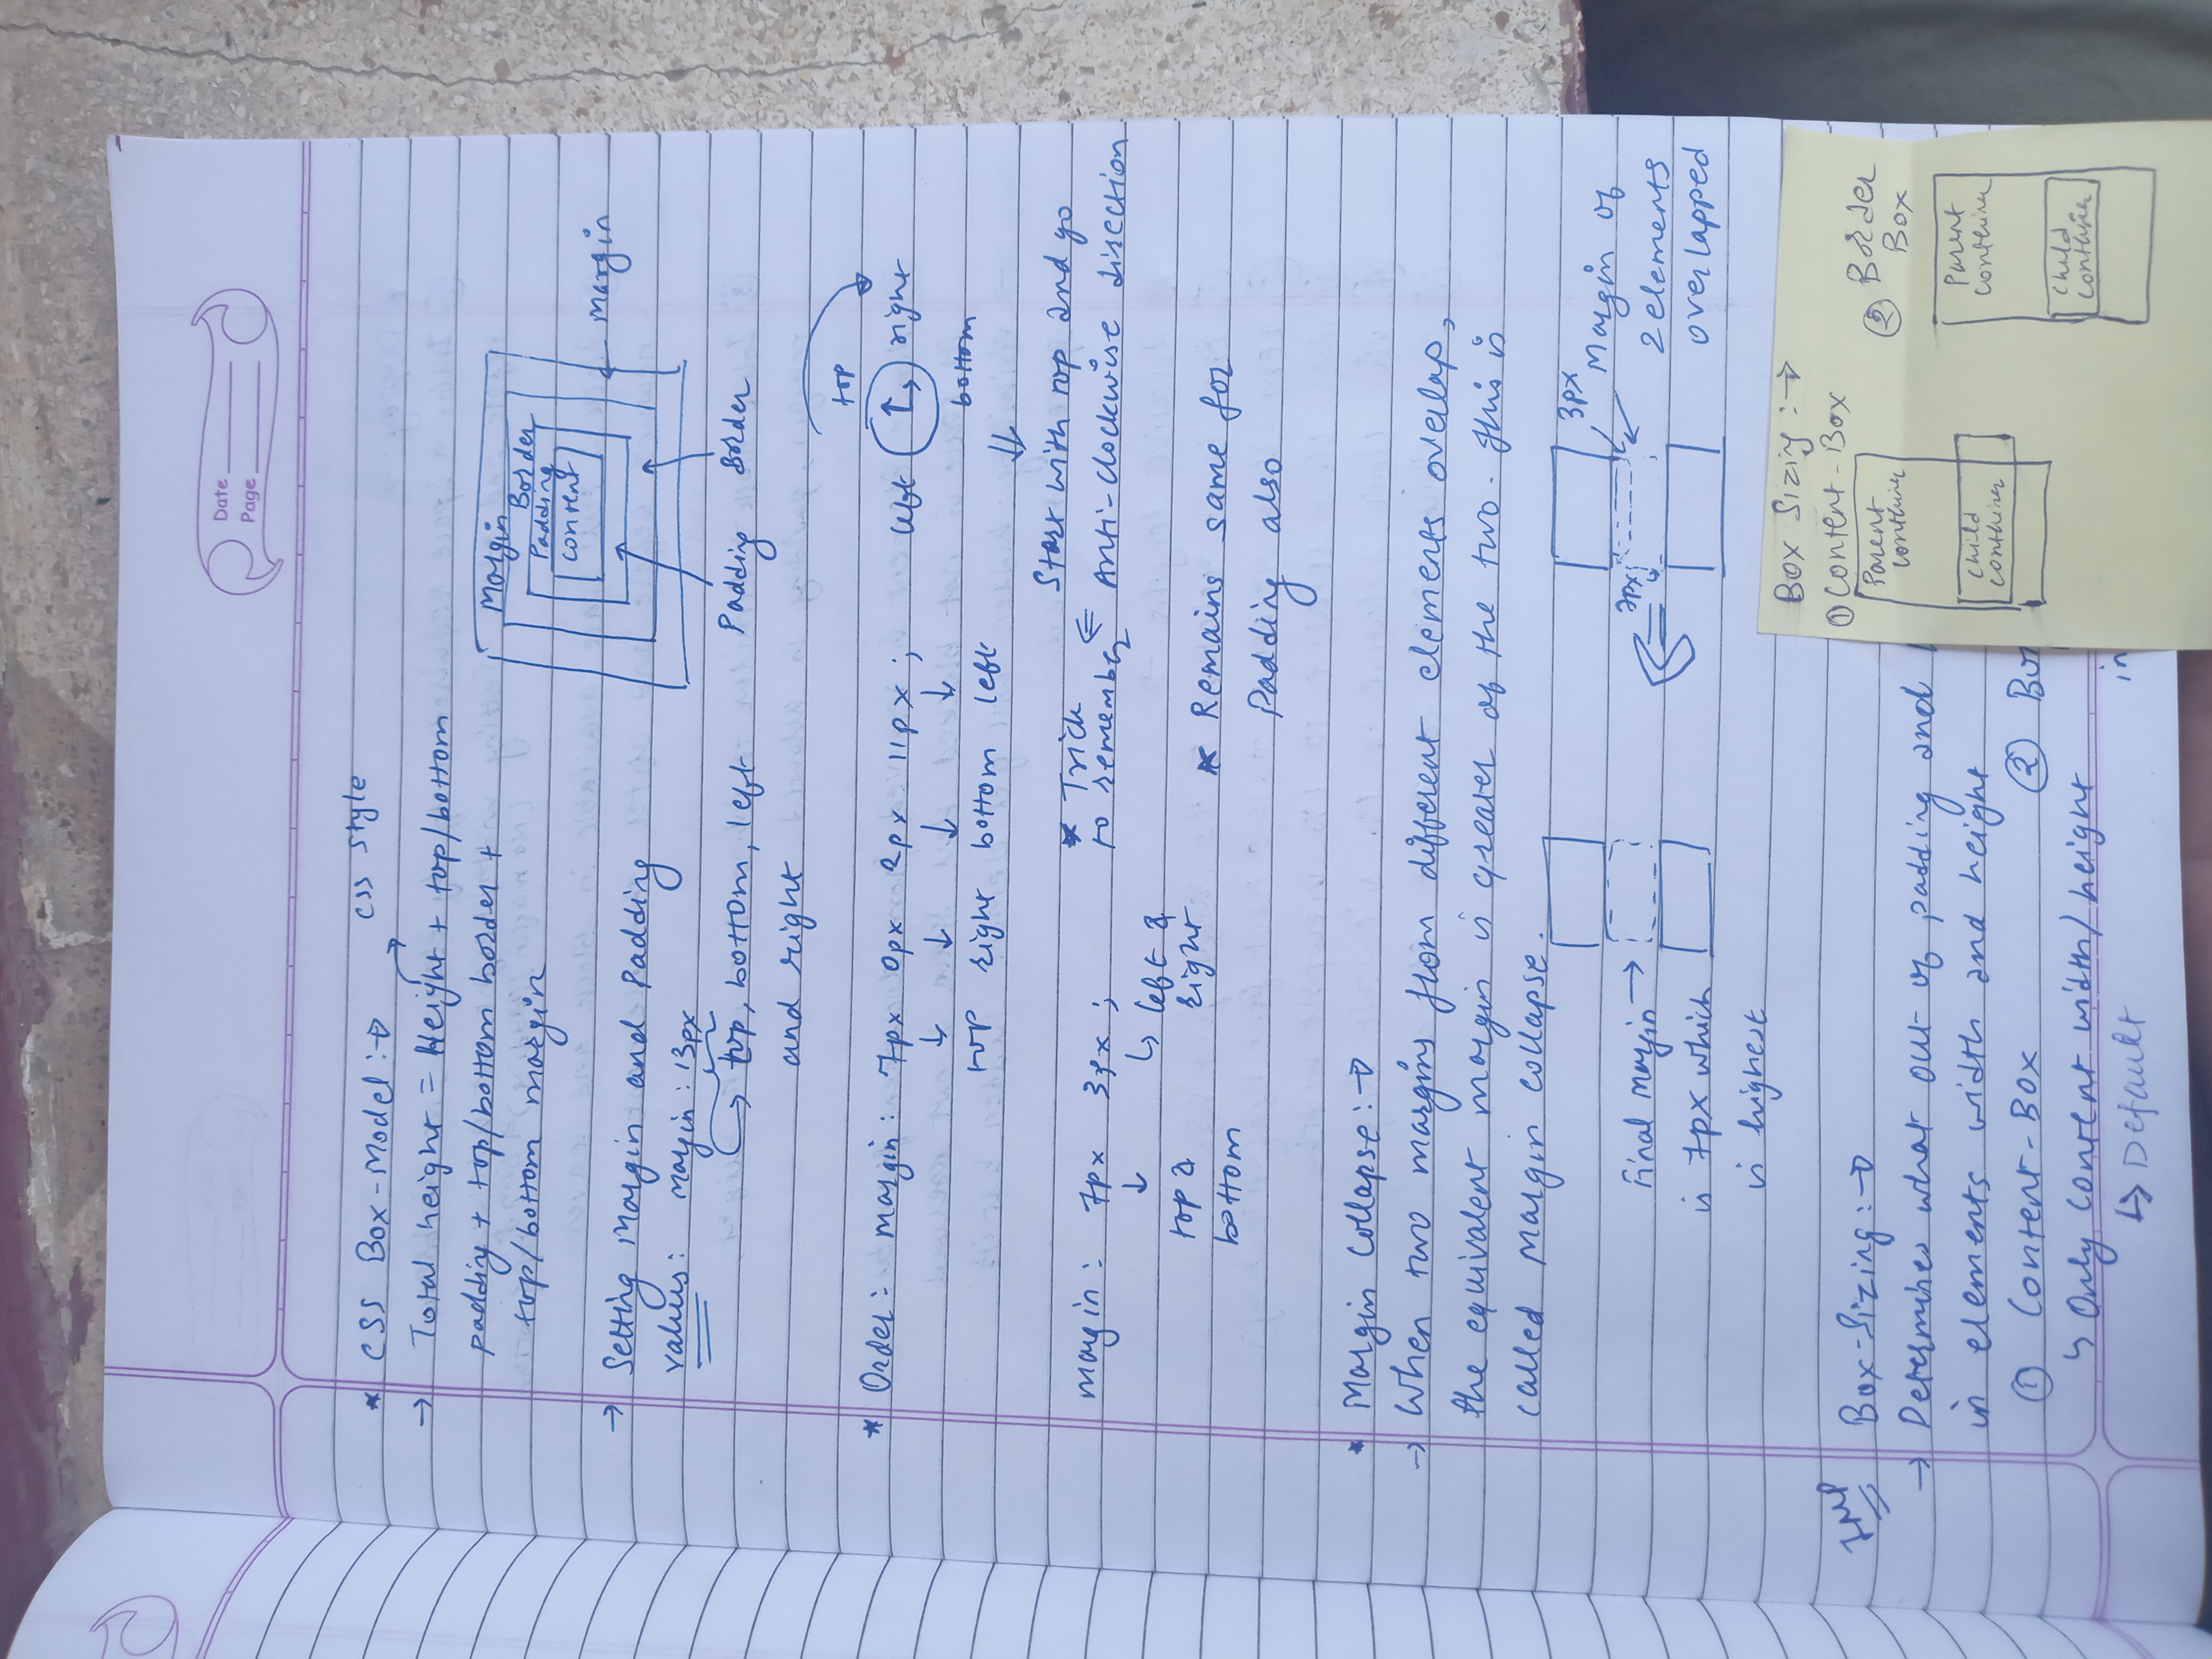 Date
Page
* CSS Box-Model :→
css style
→ Total height = Height + top/bottom
padding + top/bottom border +
top/bottom margin
Margin
Border
Padding
content
margin
Padding
Border
→ Setting Margin and Padding
values: margin: 13px
top, bottom, left
and right
* Order: margin: 7px 0px 2px 11px ;
top right bottom left
top
left
right
bottom
Start with top and go
Anti-clockwise direction
* Trick
to remember
margin: 7px 3px ;
top &
bottom
left &
right
* Remains same for
Padding also
* Margin Collapse :→
→ When two margins from different elements overlap,
the equivalent margin is greater of the two. This is
called Margin Collapse.
Final margin →
is 7px which
is highest
7px
3px
Margin of
2 elements
overlapped
IMP
Box-Sizing :→
→ Determines what out of padding and
in elements width and height
① Content-Box
② Bo
↳ Only content width/height
↳ Default
in
Box Sizing :→
① Content-Box
Parent
container
Child
container
② Border
Box
Parent
container
Child
container